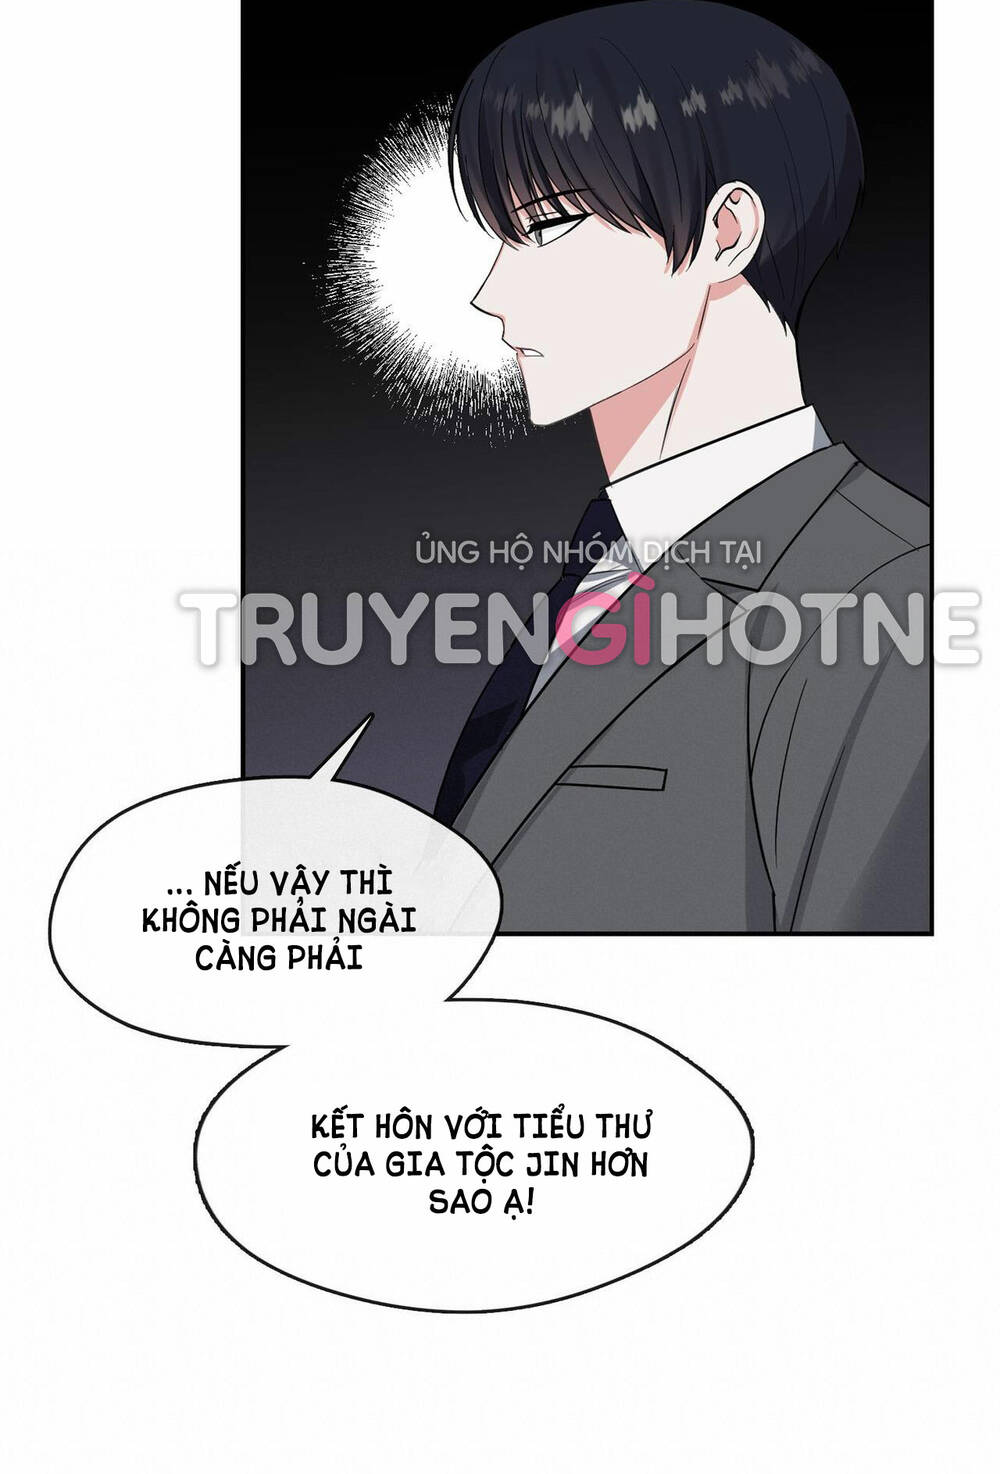 ỦNG HỘ NHÓM DỊCH TẠI
TRUYENGIHOTNE
... NẾU VẬY THÌ
KHÔNG PHẢI NGÀI
CÀNG PHẢI
KẾT HÔN VỚI TIỂU THƯ
CỦA GIA TỘC JIN HƠN
SAO Ạ!